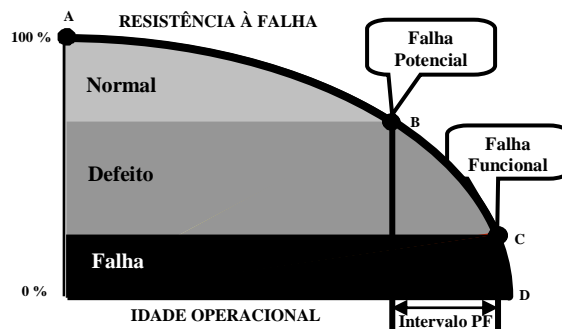 A
RESISTÊNCIA À FALHA
100 %
Falha
Potencial
Normal
B
Falha
Funcional
Defeito
C
Falha
0 %
D
IDADE OPERACIONAL
Intervalo PF